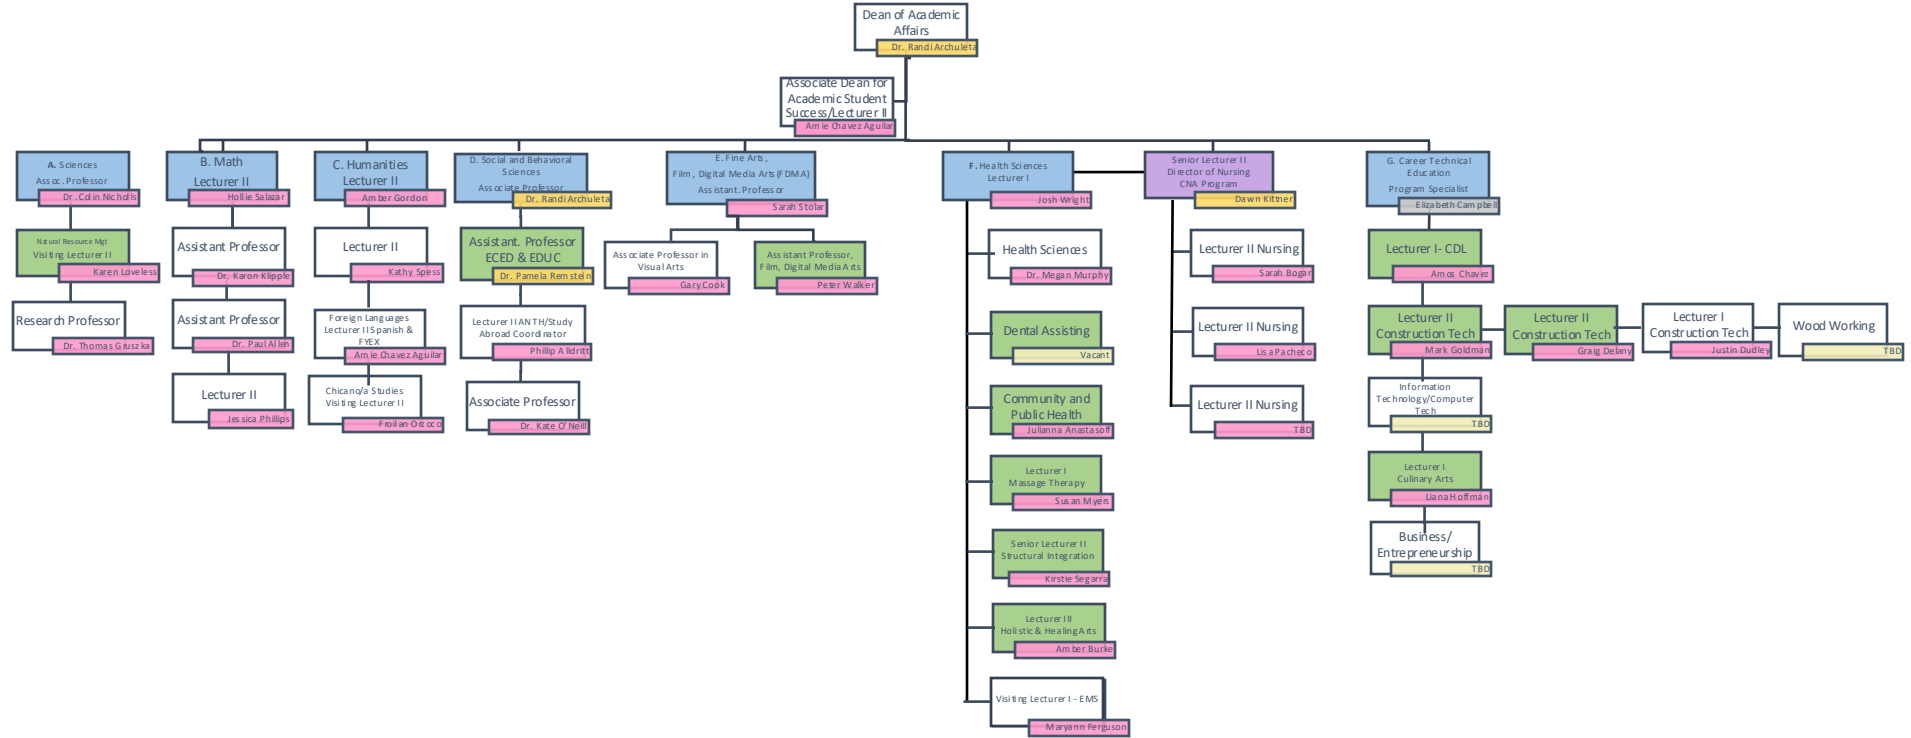 Dean of Academic
Affairs
Dr. Randi Archuleta
Associate Dean for
Academic Student
Success/Lecturer II
Amie Chavez Aguilar
A. Sciences
Assoc. Professor
Dr. Colin Nicholls
Natural Resource Mgt
Visiting Lecturer II
Karen Loveless
Research Professor
Dr. Thomas Gruszka
B. Math
Lecturer II
Hollie Salazar
Assistant Professor
Dr. Karon Klipple
Assistant Professor
Dr. Paul Allen
Lecturer II
Jessica Phillips
C. Humanities
Lecturer II
Amber Gordon
Lecturer II
Kathy Spess
Foreign Languages
Lecturer II Spanish &
FYEX
Amie Chavez Aguilar
Chicano/a Studies
Visiting Lecturer II
Froilan Orzoco
D. Social and Behavioral
Sciences
Associate Professor
Dr. Randi Archuleta
Assistant. Professor
ECED & EDUC
Dr. Pamela Remstein
Lecturer II ANTH/Study
Abroad Coordinator
Phillip Alldritt
Associate Professor
Dr. Kate O'Neill
E. Fine Arts,
Film, Digital Media Arts (FDMA)
Assistant. Professor
Sarah Stolar
Associate Professor in
Visual Arts
Gary Cook
Assistant Professor,
Film, Digital Media Arts
Peter Walker
F. Health Sciences
Lecturer I
Josh Wright
Health Sciences
Dr. Megan Murphy
Dental Assisting
Vacant
Community and
Public Health
Julianna Anastasoff
Lecturer I
Massage Therapy
Susan Myers
Senior Lecturer II
Structural Integration
Kirstie Segarra
Lecturer III
Holistic & Healing Arts
Amber Burke
Visiting Lecturer I - EMS
Maryann Ferguson
Senior Lecturer II
Director of Nursing
CNA Program
Dawn Kittner
Lecturer II Nursing
Sarah Bogar
Lecturer II Nursing
Lisa Pacheco
Lecturer II Nursing
TBD
G. Career Technical
Education
Program Specialist
Elizabeth Campbell
Lecturer I- CDL
Amos Chavez
Lecturer II
Construction Tech
Mark Goldman
Lecturer II
Construction Tech
Graig Delany
Lecturer I
Construction Tech
Justin Dudley
Wood Working
TBD
Information
Technology/Computer
Tech
TBD
Lecturer I
Culinary Arts
Liana Hoffman
Business/
Entrepreneurship
TBD